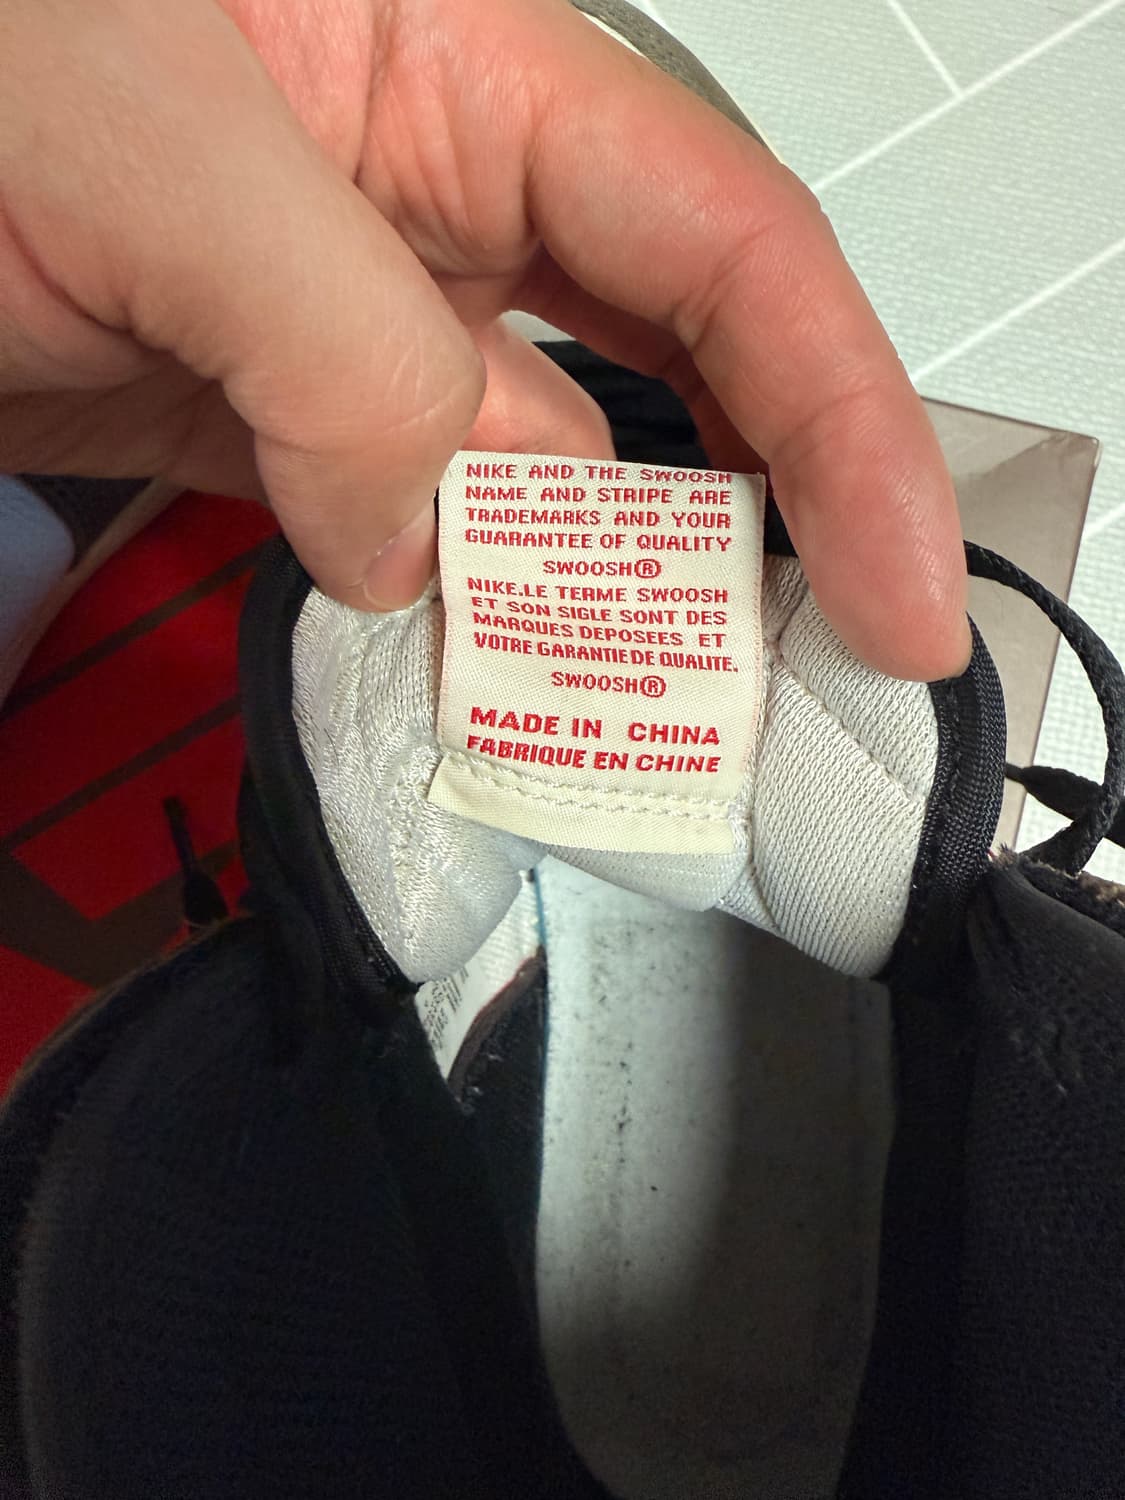 NIKE AND THE SWOOSH
NAME AND STRIPE ARE
TRADEMARKS AND YOUR
GUARANTEE OF QUALITY
SWOOSH®
NIKE.LE TERME SWOOSH
ET SON SIGLE SONT DES
MARQUES DEPOSEES ET
VOTRE GARANTIE DE QUALITE.
SWOOSH®
MADE IN CHINA
FABRIQUE EN CHINE